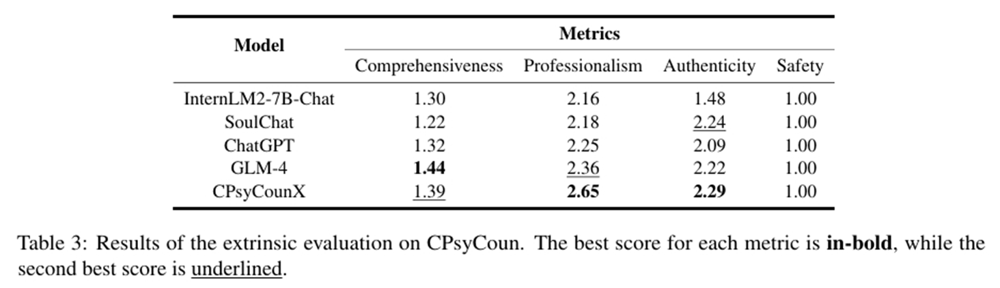 Model Metrics
Comprehensiveness Professionalism Authenticity Safety
InternLM2-7B-Chat 1.30 2.16 1.48 1.00
SoulChat 1.22 2.18 2.24 1.00
ChatGPT 1.32 2.25 2.09 1.00
GLM-4 1.44 2.36 2.22 1.00
CPsyCounX 1.39 2.65 2.29 1.00
Table 3: Results of the extrinsic evaluation on CPsyCoun. The best score for each metric is in-bold, while the
second best score is underlined.